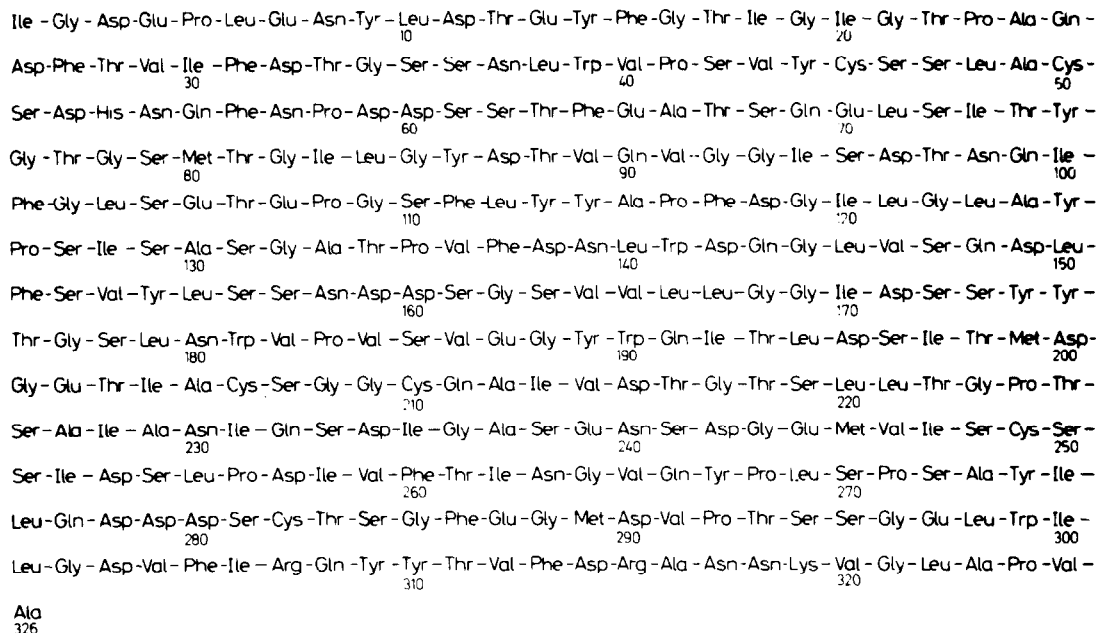 Ile - Gly - Asp - Glu - Pro - Leu - Glu - Asn - Tyr - Leu - Asp - Thr - Glu - Tyr - Phe - Gly - Thr - Ile - Gly - Ile - Gly - Thr - Pro - Ala - Gln -
10 20
Asp - Phe - Thr - Val - Ile - Phe - Asp - Thr - Gly - Ser - Ser - Asn - Leu - Trp - Val - Pro - Ser - Val - Tyr - Cys - Ser - Ser - Leu - Ala - Cys -
30 40 50
Ser - Asp - His - Asn - Gln - Phe - Asn - Pro - Asp - Asp - Ser - Ser - Thr - Phe - Glu - Ala - Thr - Ser - Gln - Glu - Leu - Ser - Ile - Thr - Tyr -
60 70
Gly - Thr - Gly - Ser - Met - Thr - Gly - Ile - Leu - Gly - Tyr - Asp - Thr - Val - Gln - Val - Gly - Gly - Ile - Ser - Asp - Thr - Asn - Gln - Ile -
80 90 100
Phe - Gly - Leu - Ser - Glu - Thr - Glu - Pro - Gly - Ser - Phe - Leu - Tyr - Tyr - Ala - Pro - Phe - Asp - Gly - Ile - Leu - Gly - Leu - Ala - Tyr -
110 120
Pro - Ser - Ile - Ser - Ala - Ser - Gly - Ala - Thr - Pro - Val - Phe - Asp - Asn - Leu - Trp - Asp - Gln - Gly - Leu - Val - Ser - Gln - Asp - Leu -
130 140 150
Phe - Ser - Val - Tyr - Leu - Ser - Ser - Asn - Asp - Asp - Ser - Gly - Ser - Val - Val - Leu - Leu - Gly - Gly - Ile - Asp - Ser - Ser - Tyr - Tyr -
160 170
Thr - Gly - Ser - Leu - Asn - Trp - Val - Pro - Val - Ser - Val - Glu - Gly - Tyr - Trp - Gln - Ile - Thr - Leu - Asp - Ser - Ile - Thr - Met - Asp -
180 190 200
Gly - Glu - Thr - Ile - Ala - Cys - Ser - Gly - Gly - Cys - Gln - Ala - Ile - Val - Asp - Thr - Gly - Thr - Ser - Leu - Leu - Thr - Gly - Pro - Thr -
210 220
Ser - Ala - Ile - Ala - Asn - Ile - Gln - Ser - Asp - Ile - Gly - Ala - Ser - Glu - Asn - Ser - Asp - Gly - Glu - Met - Val - Ile - Ser - Cys - Ser -
230 240 250
Ser - Ile - Asp - Ser - Leu - Pro - Asp - Ile - Val - Phe - Thr - Ile - Asn - Gly - Val - Gln - Tyr - Pro - Leu - Ser - Pro - Ser - Ala - Tyr - Ile -
260 270
Leu - Gln - Asp - Asp - Asp - Ser - Cys - Thr - Ser - Gly - Phe - Glu - Gly - Met - Asp - Val - Pro - Thr - Ser - Ser - Gly - Glu - Leu - Trp - Ile -
280 290 300
Leu - Gly - Asp - Val - Phe - Ile - Arg - Gln - Tyr - Tyr - Thr - Val - Phe - Asp - Arg - Ala - Asn - Asn - Lys - Val - Gly - Leu - Ala - Pro - Val -
310 320
Ala
326